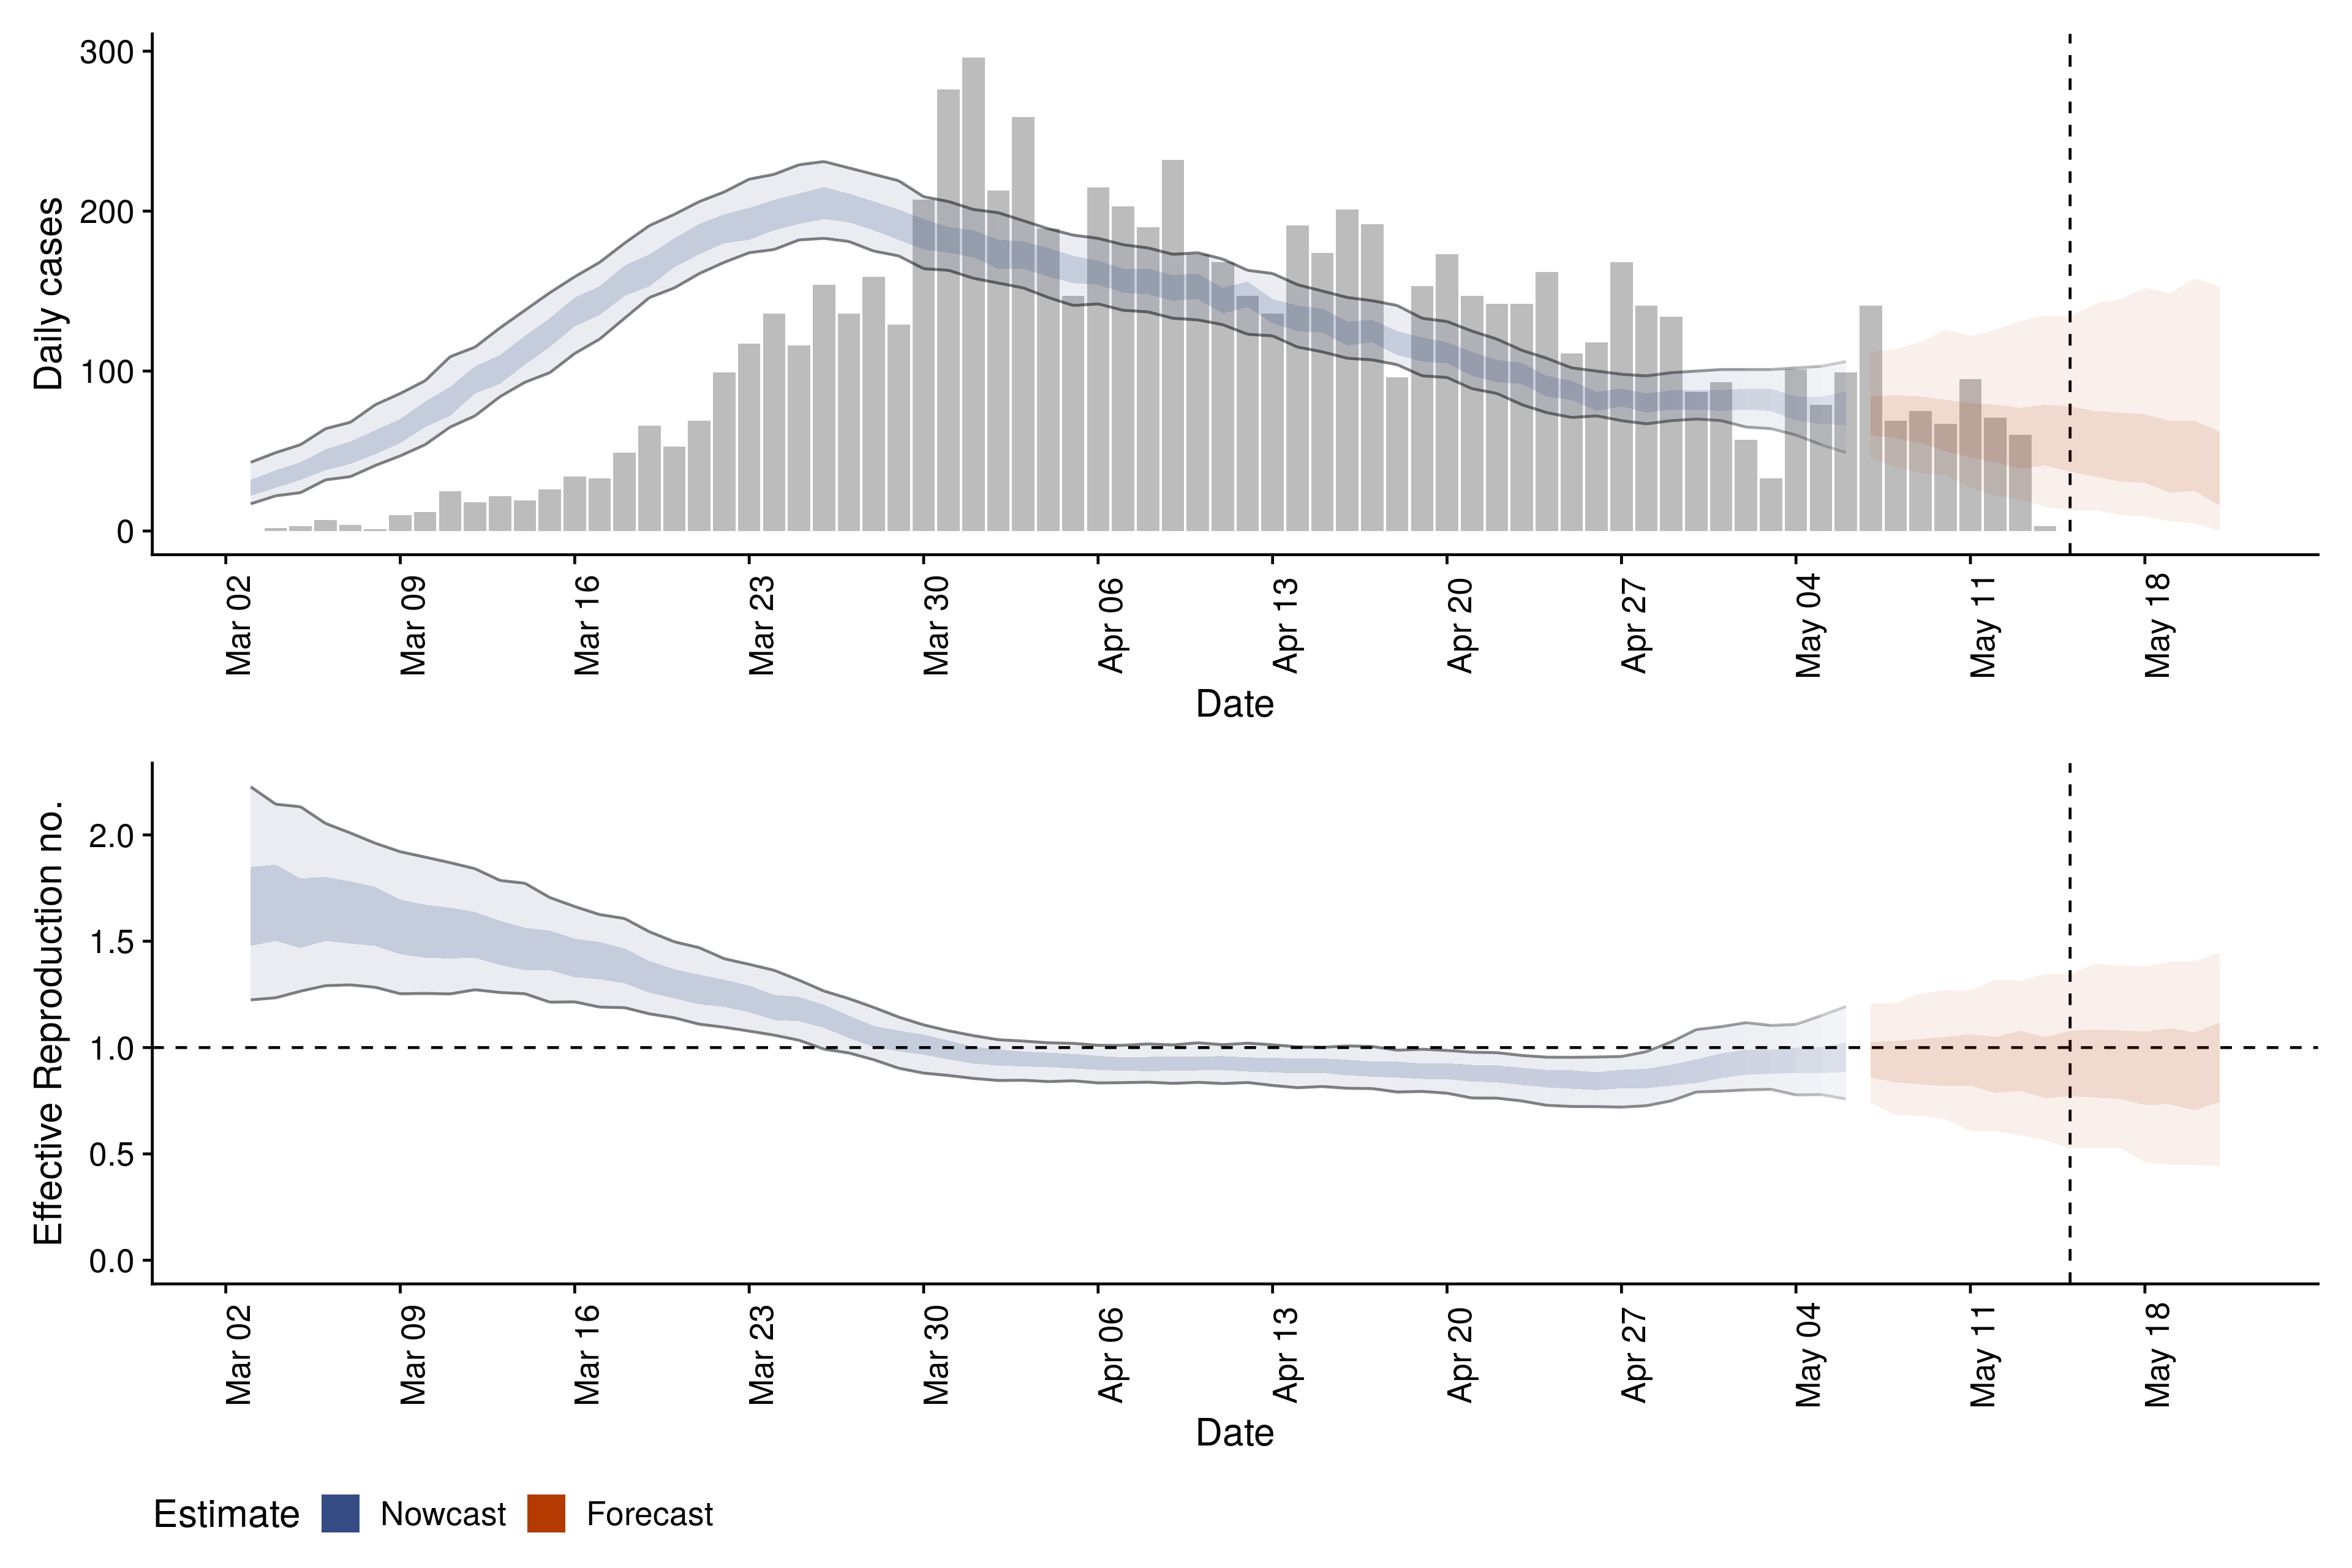 Daily cases
300
200
100
0
Mar 02
Mar 09
Mar 16
Mar 23
Mar 30
Apr 06
Apr 13
Apr 20
Apr 27
May 04
May 11
May 18
Date
Effective Reproduction no.
2.0
1.5
1.0
0.5
0.0
Mar 02
Mar 09
Mar 16
Mar 23
Mar 30
Apr 06
Apr 13
Apr 20
Apr 27
May 04
May 11
May 18
Date
Estimate Nowcast Forecast